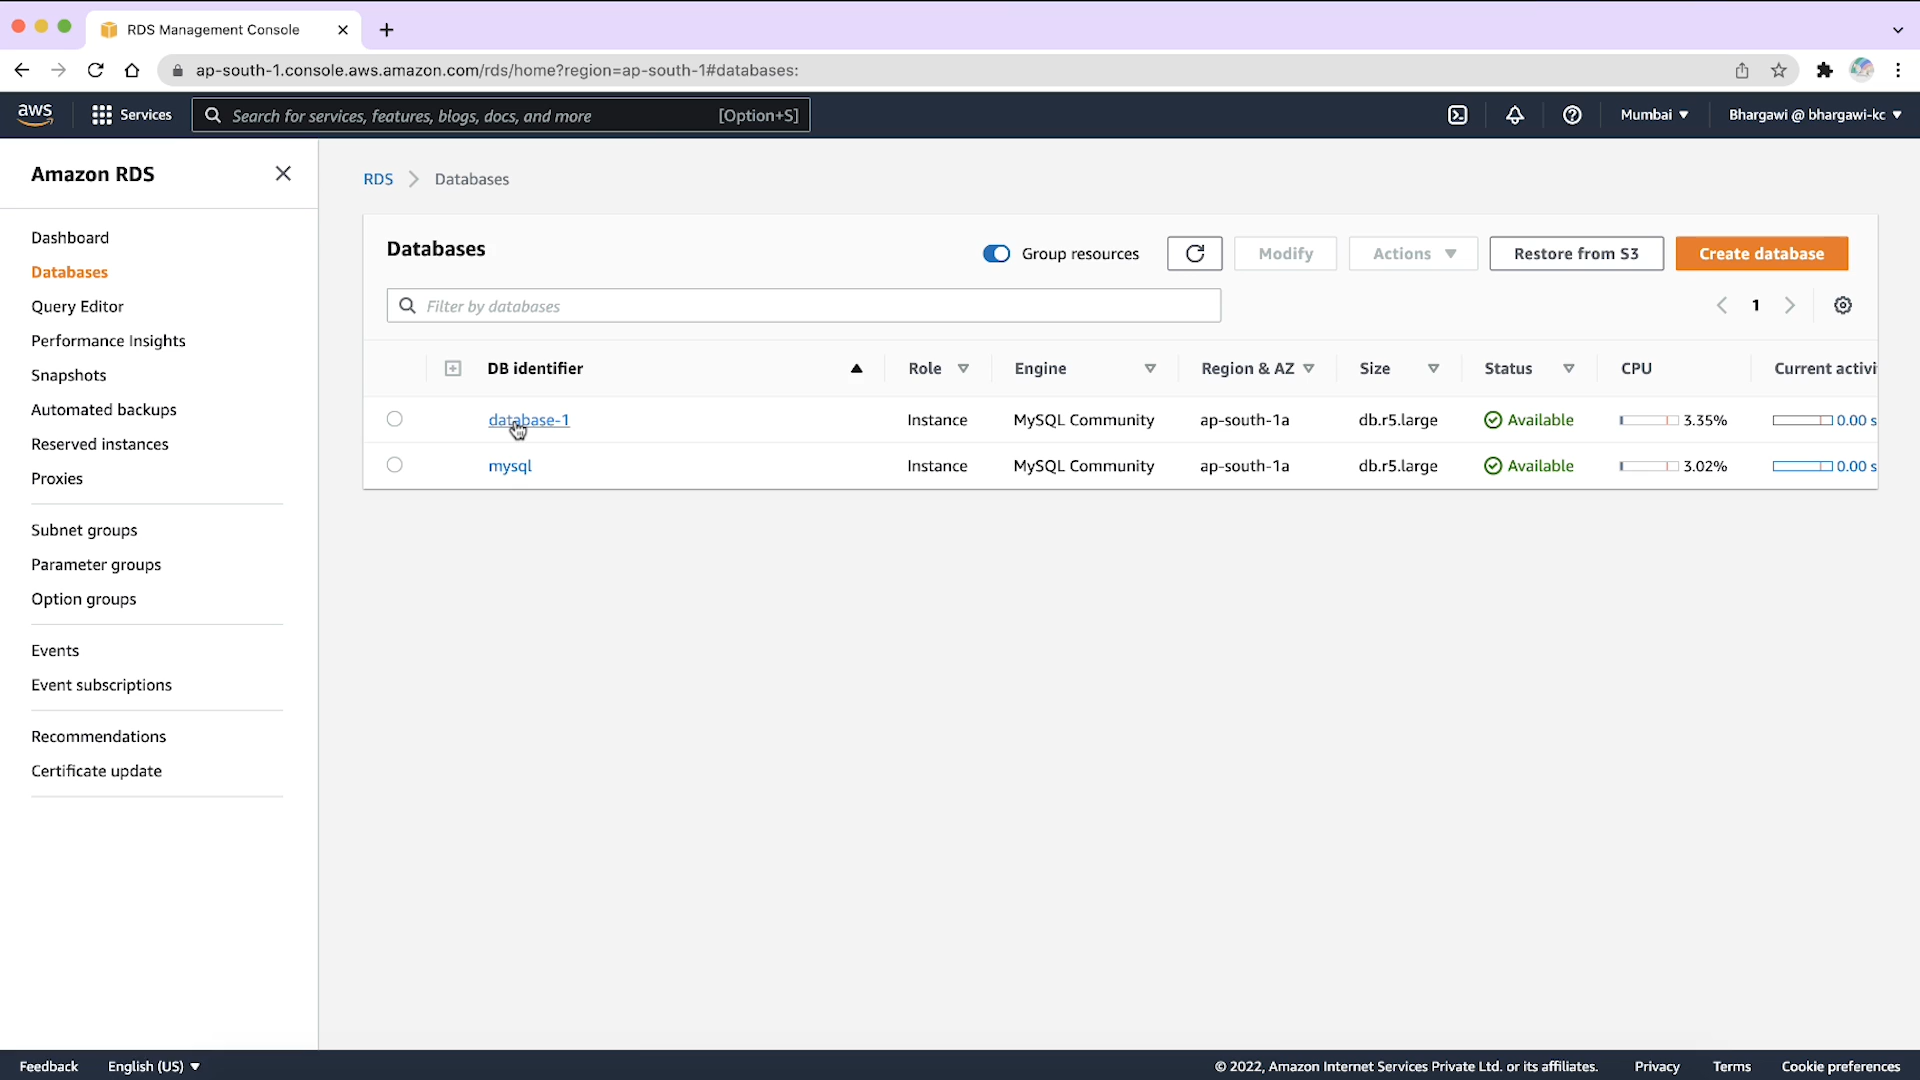 RDS Management Console
ap-south-1.console.aws.amazon.com/rds/home?region=ap-south-1#databases:
aws
Services
Search for services, features, blogs, docs, and more
[Option+S]
Mumbai
Bhargawi @ bhargawi-kc
Amazon RDS
Dashboard
Databases
Query Editor
Performance Insights
Snapshots
Automated backups
Reserved instances
Proxies
Subnet groups
Parameter groups
Option groups
Events
Event subscriptions
Recommendations
Certificate update
RDS > Databases
Databases
Group resources
Modify
Actions
Restore from S3
Create database
Filter by databases
1
DB identifier Role Engine Region & AZ Size Status CPU Current activi
database-1 Instance MySQL Community ap-south-1a db.r5.large Available 3.35% 0.00 s
mysql Instance MySQL Community ap-south-1a db.r5.large Available 3.02% 0.00 s
Feedback English (US) © 2022, Amazon Internet Services Private Ltd. or its affiliates. Privacy Terms Cookie preferences